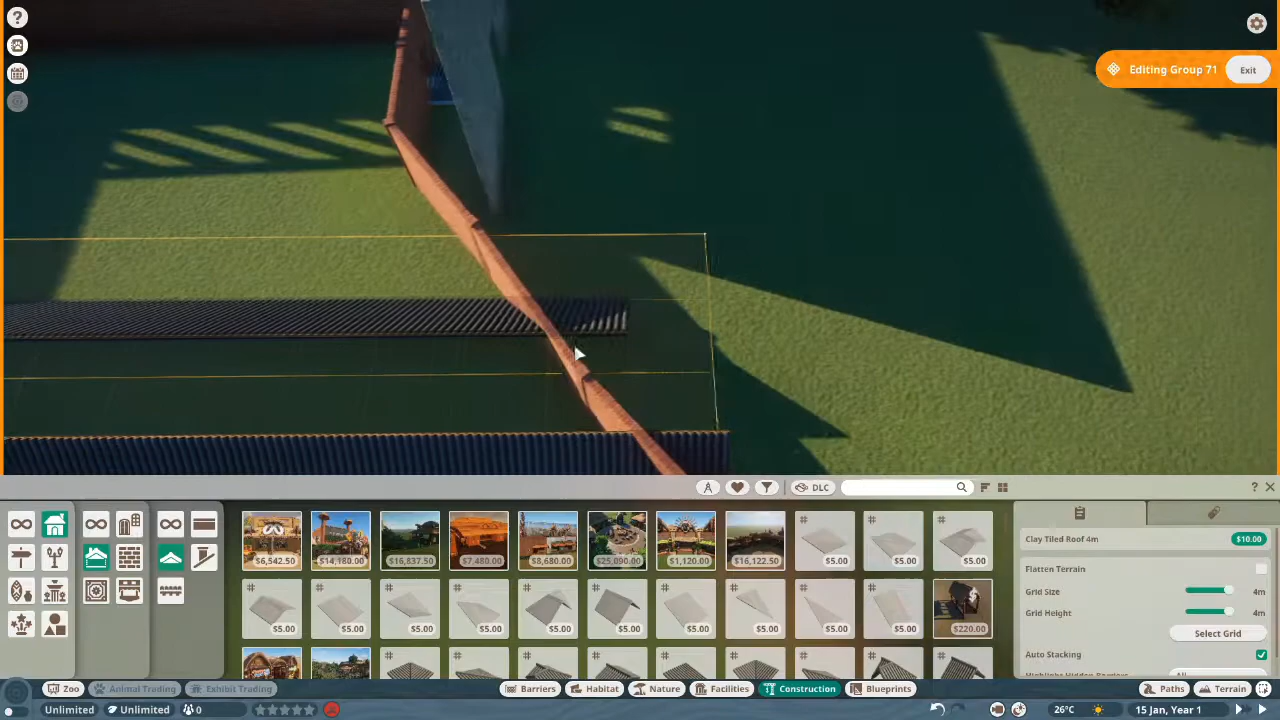 ?
Editing Group 71
Exit
DLC
?
$6,542.50
$14,180.00
$16,837.50
$7,480.00
$8,680.00
$25,090.00
$1,120.00
$16,122.50
$5.00
$5.00
$5.00
$5.00
$5.00
$5.00
$5.00
$5.00
$5.00
$5.00
$5.00
$5.00
$5.00
$220.00
Clay Tiled Roof 4m
$10.00
Flatten Terrain
Grid Size
4m
Grid Height
4m
Select Grid
Auto Stacking
Zoo
Animal Trading
Exhibit Trading
Barriers
Habitat
Nature
Facilities
Construction
Blueprints
Paths
Terrain
Unlimited
Unlimited
0
26°C
15 Jan, Year 1